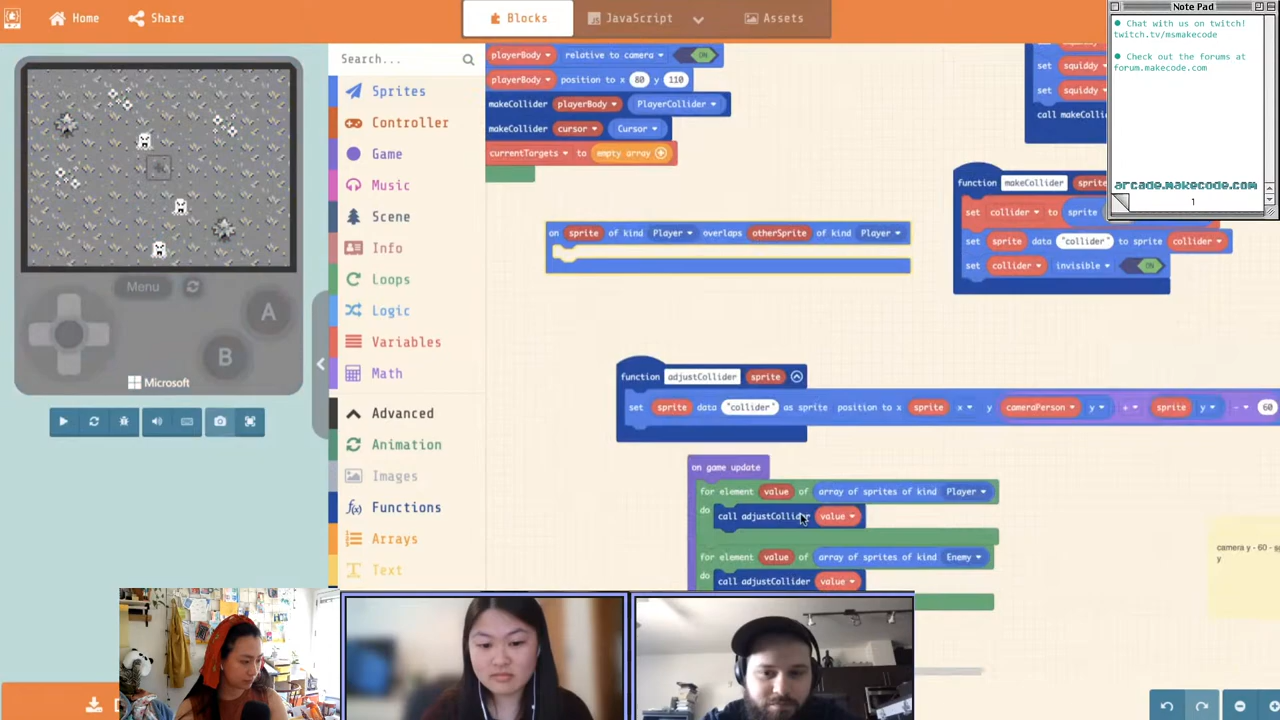 Home
Share
Blocks
JavaScript
Assets
Note Pad
Chat with us on twitch!
twitch.tv/msmakecode
Check out the forums at
forum.makecode.com
arcade.makecode.com
1
Menu
A
B
Microsoft
Search...
Sprites
Controller
Game
Music
Scene
Info
Loops
Logic
Variables
Math
Advanced
Animation
Images
Functions
Arrays
Text
playerBody relative to camera ON
playerBody position to x 80 y 110
makeCollider playerBody PlayerCollider
makeCollider cursor Cursor
currentTargets to empty array
set squiddy
set squiddy
call makeColli
function makeCollider sprite
set collider to sprite
set sprite data "collider" to sprite collider
set collider invisible ON
on sprite of kind Player overlaps otherSprite of kind Player
function adjustCollider sprite
set sprite data "collider" as sprite position to x sprite x y cameraPerson y + sprite y - 60
on game update
for element value of array of sprites of kind Player
do call adjustCollider value
for element value of array of sprites of kind Enemy
do call adjustCollider value
camera y - 60 - s
y